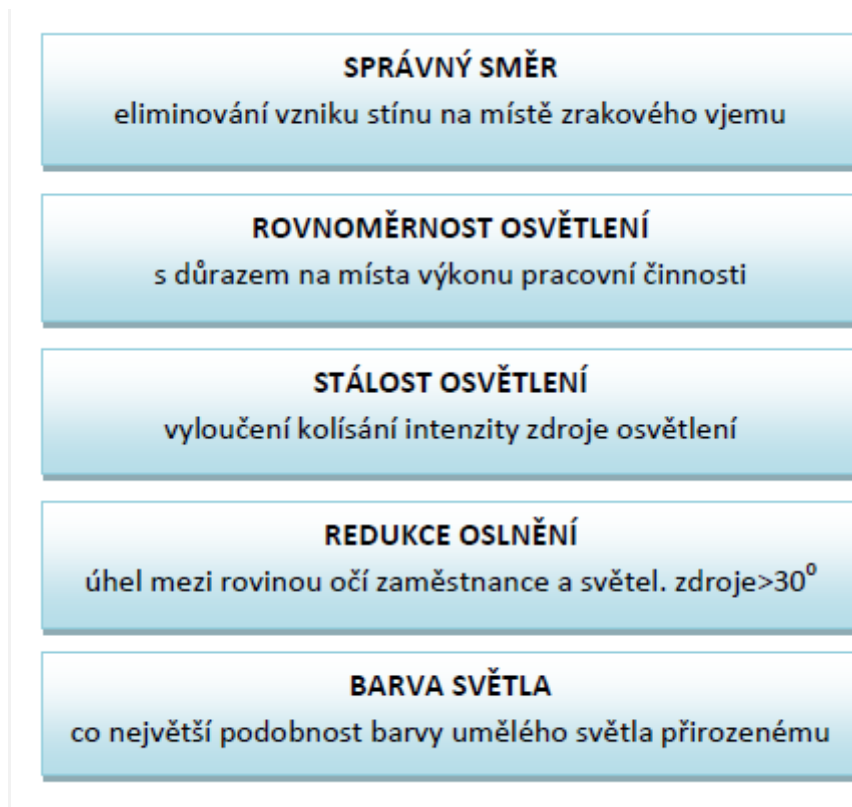 SPRÁVNÝ SMĚR
eliminování vzniku stínu na místě zrakového vjemu
ROVNOMĚRNOST OSVĚTLENÍ
s důrazem na místa výkonu pracovní činnosti
STÁLOST OSVĚTLENÍ
vyloučení kolísání intenzity zdroje osvětlení
REDUKCE OSLNĚNÍ
úhel mezi rovinou očí zaměstnance a světel. zdroje>30⁰
BARVA SVĚTLA
co největší podobnost barvy umělého světla přirozenému